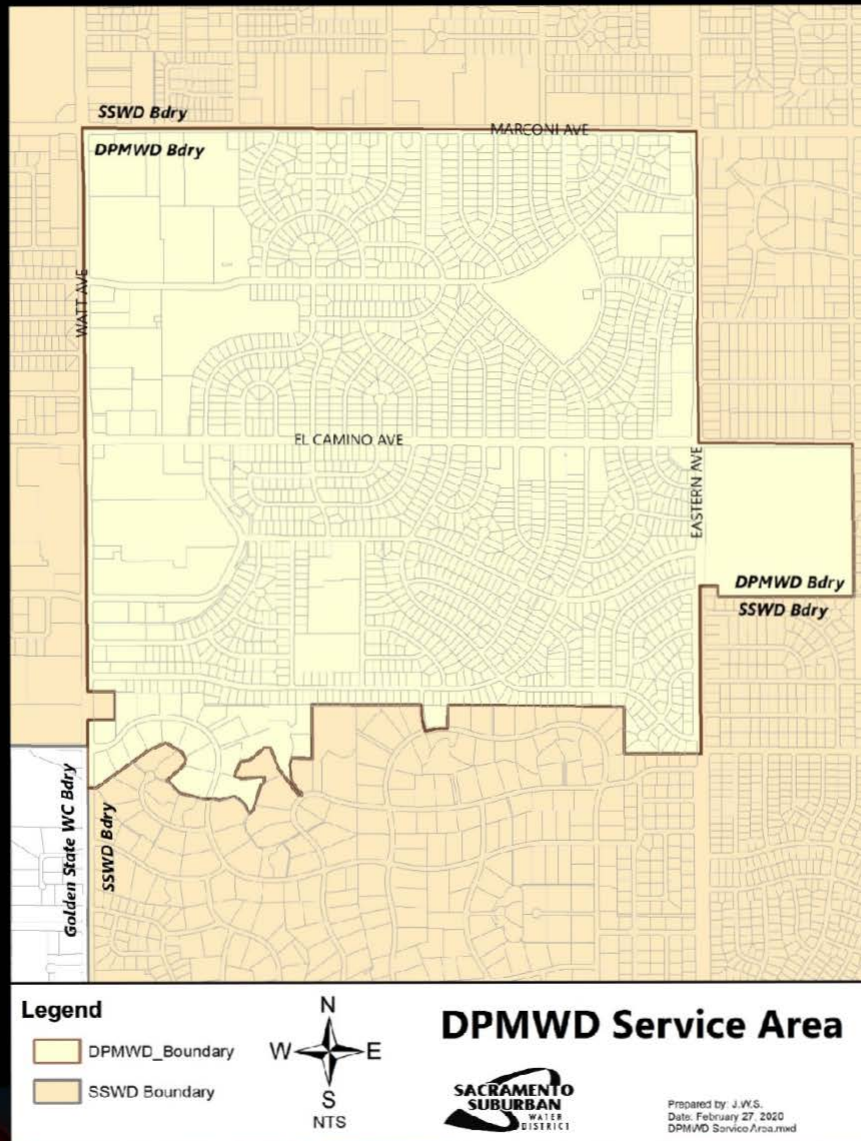 SSWD Bdry
MARCONI AVE
DPMWD Bdry
WATT AVE
EL CAMINO AVE
EASTERN AVE
DPMWD Bdry
SSWD Bdry
Golden State WC Bdry
SSWD Bdry
Legend
DPMWD_Boundary
SSWD Boundary
N
W
E
S
NTS
DPMWD Service Area
SACRAMENTO
SUBURBAN
WATER
DISTRICT
Prepared by: J.W.S.
Date: February 27, 2020
DPMWD Service Area.mxd